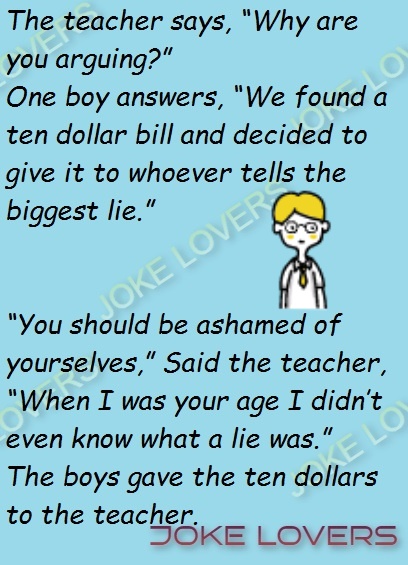 The teacher says, “Why are
you arguing?”
One boy answers, “We found a
ten dollar bill and decided to
give it to whoever tells the
biggest lie.”
“You should be ashamed of
yourselves,” Said the teacher,
“When I was your age I didn’t
even know what a lie was.”
The boys gave the ten dollars
to the teacher.
JOKE LOVERS